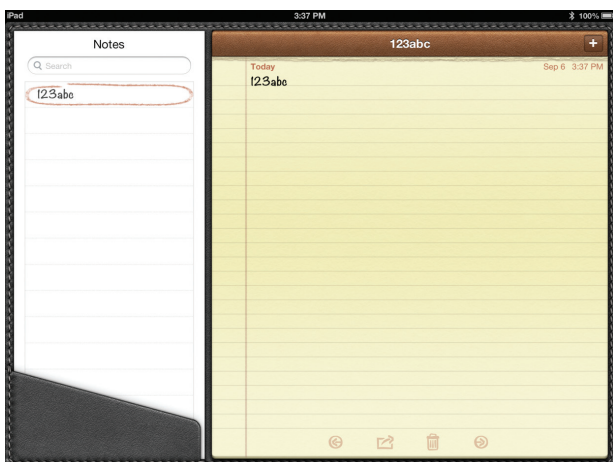 iPad 3:37 PM 100%
Notes
Search
123abc
123abc
Today Sep 6 3:37 PM
123abc